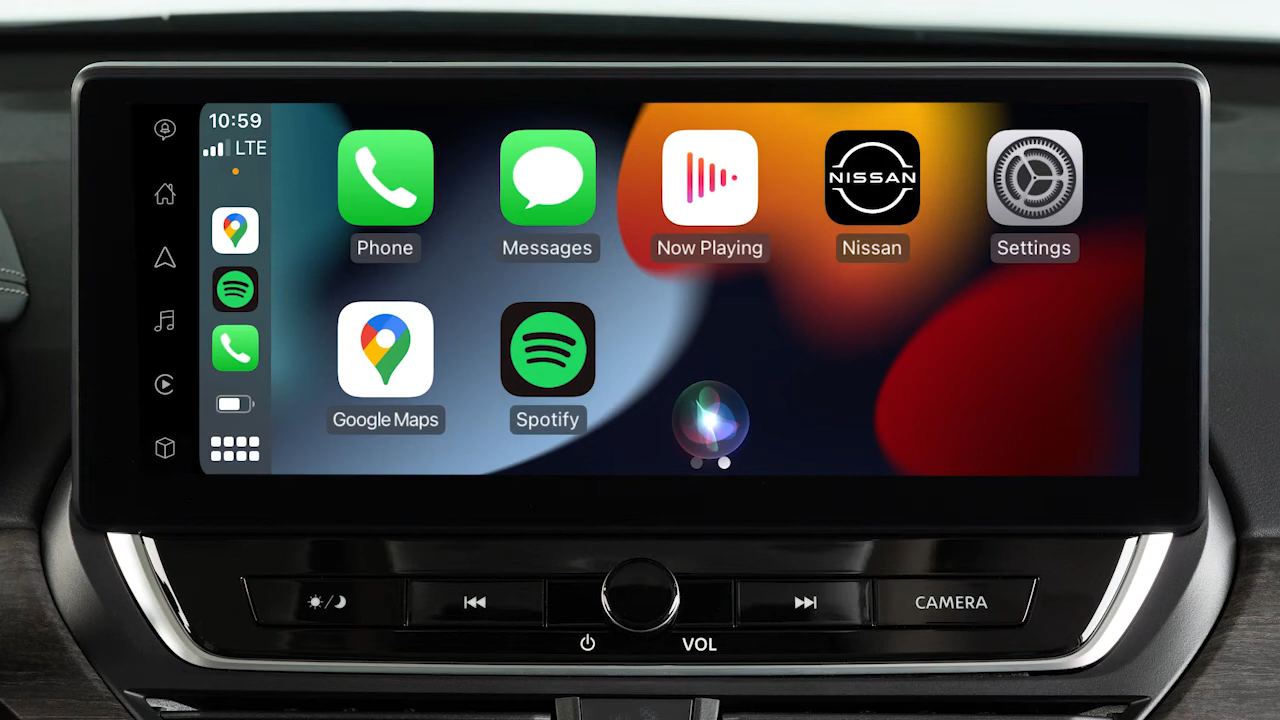 10:59
LTE
Phone
Messages
Now Playing
NISSAN
Nissan
Settings
Google Maps
Spotify
CAMERA
VOL